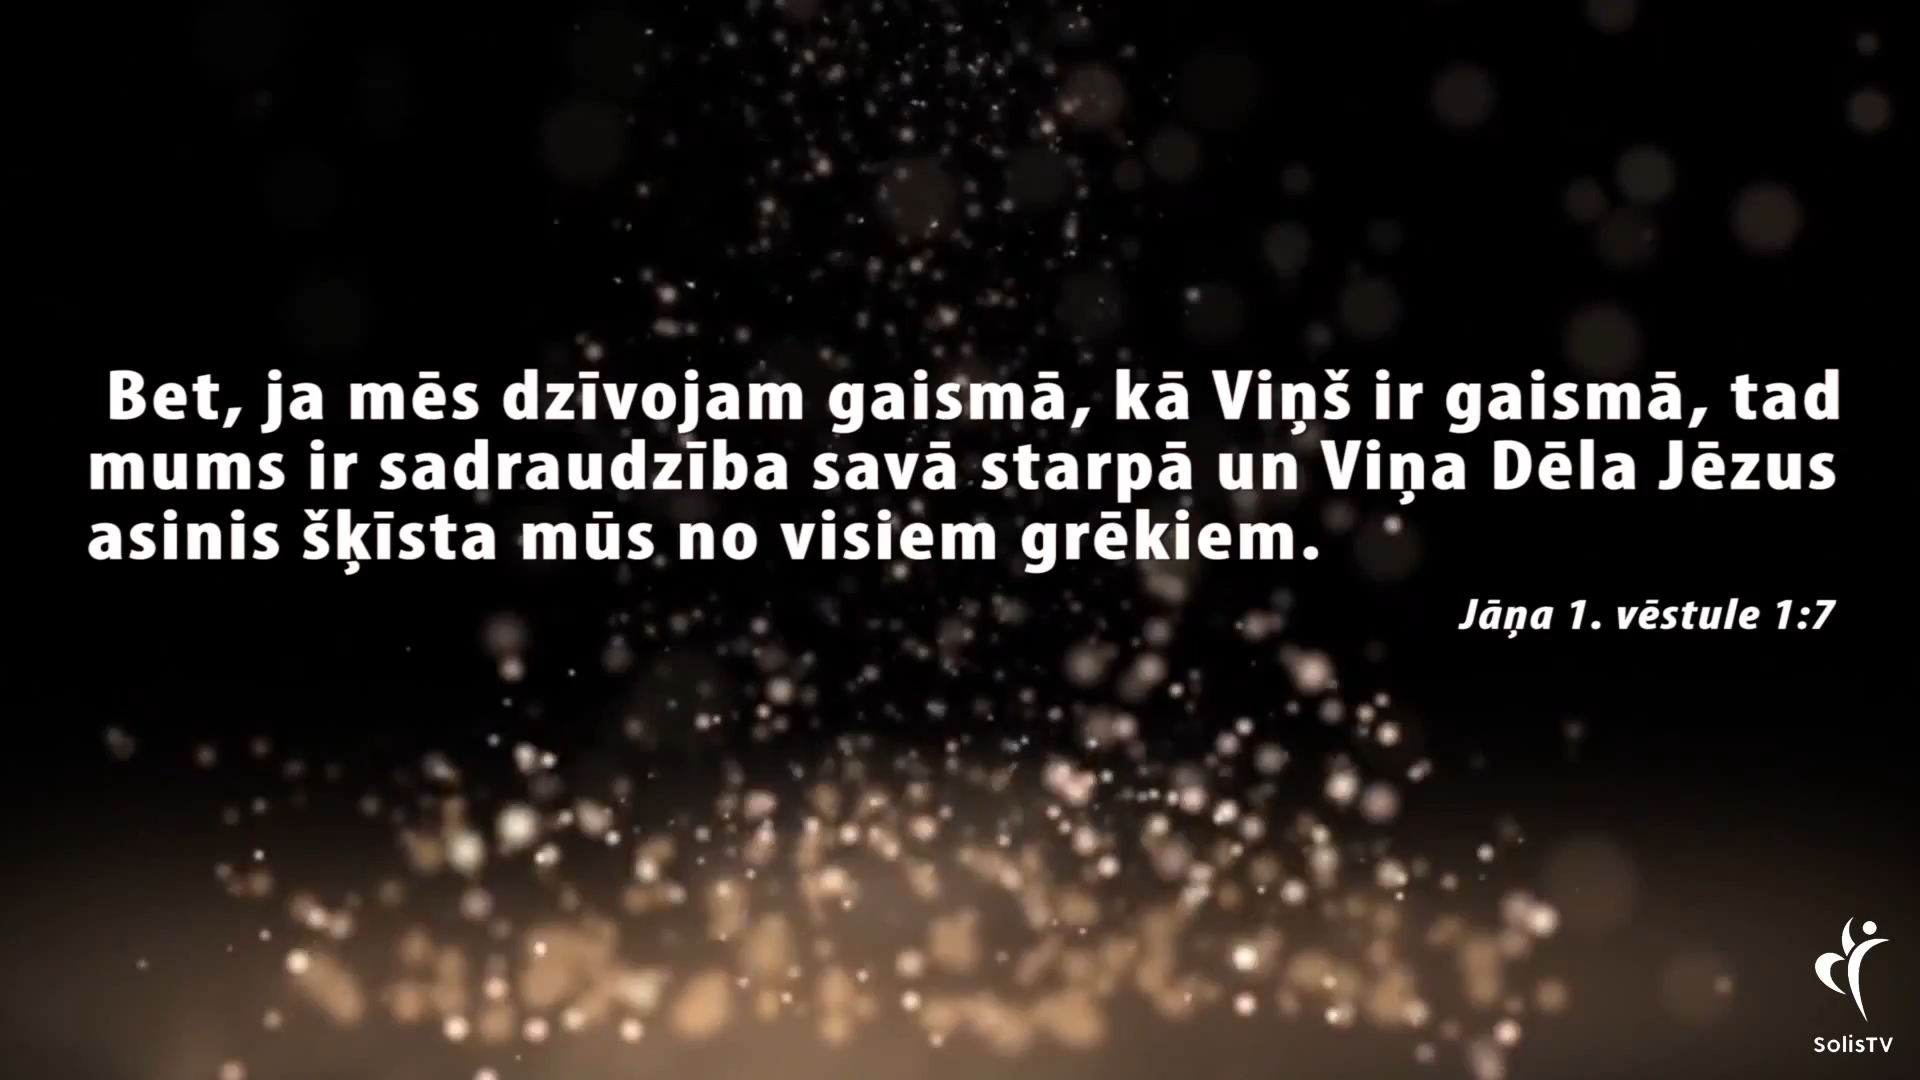 Bet, ja mēs dzīvojam gaismā, kā Viņš ir gaismā, tad
mums ir sadraudzība savā starpā un Viņa Dēla Jēzus
asinis šķīsta mūs no visiem grēkiem.
Jāņa 1. vēstule 1:7
SolisTV